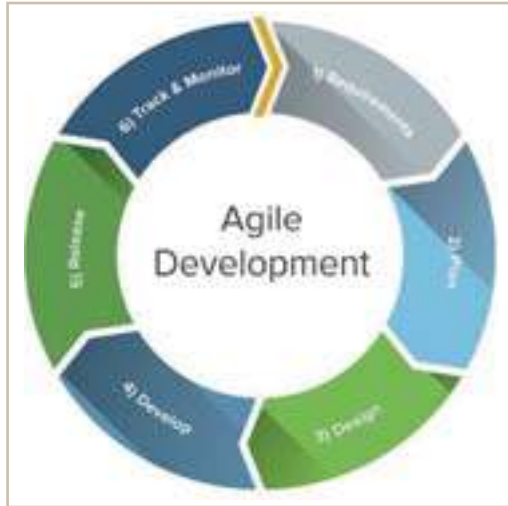 Agile
Development
1) Requirements
2) Plan
3) Design
4) Develop
5) Release
6) Track & Monitor